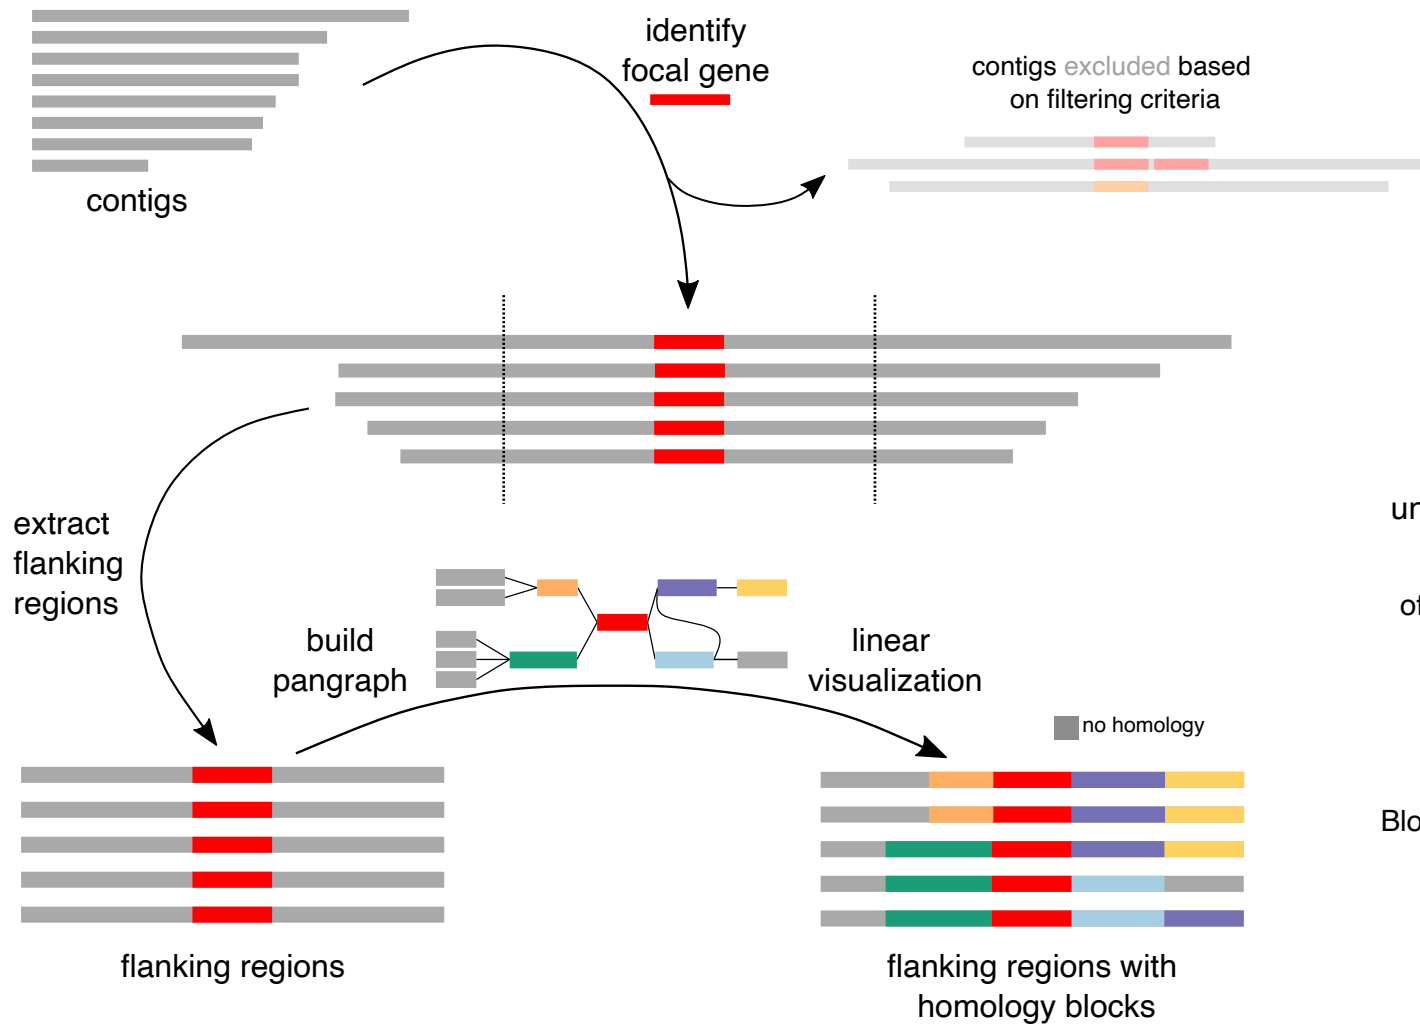 identify
focal gene
contigs excluded based
on filtering criteria
contigs
extract
flanking
regions
build
pangraph
linear
visualization
no homology
flanking regions
flanking regions with
homology blocks